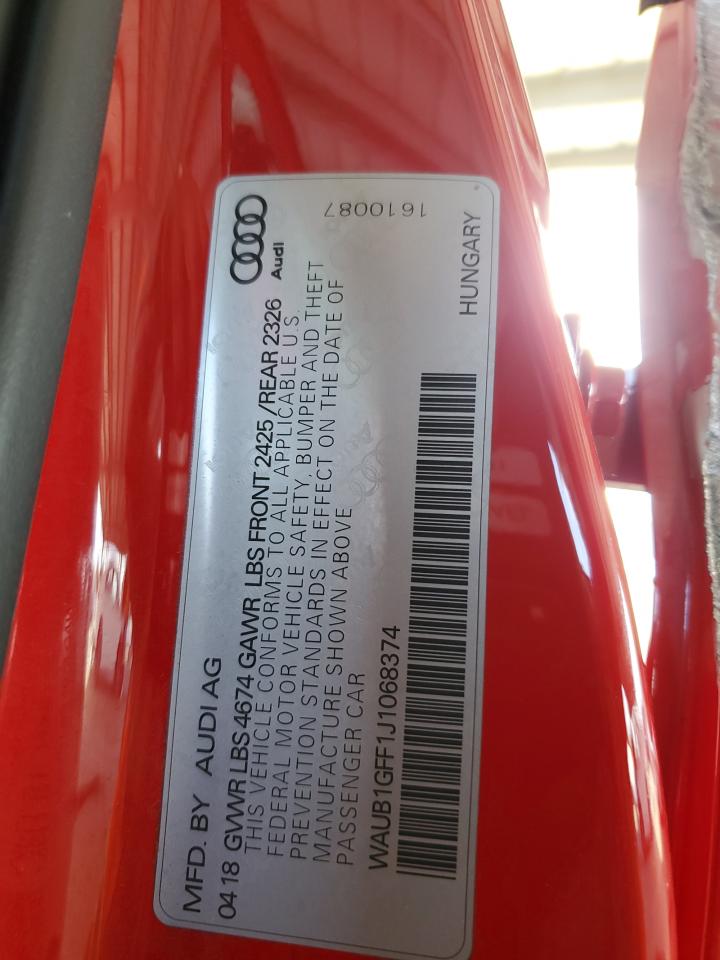 MFD. BY AUDI AG
04 18 GVWR LBS 4674 GAWR LBS FRONT 2425 /REAR 2326
Audi
THIS VEHICLE CONFORMS TO ALL APPLICABLE U.S.
FEDERAL MOTOR VEHICLE SAFETY, BUMPER AND THEFT
PREVENTION STANDARDS IN EFFECT ON THE DATE OF
MANUFACTURE SHOWN ABOVE
PASSENGER CAR
1610087
WAUB1GFF1J1068374
HUNGARY